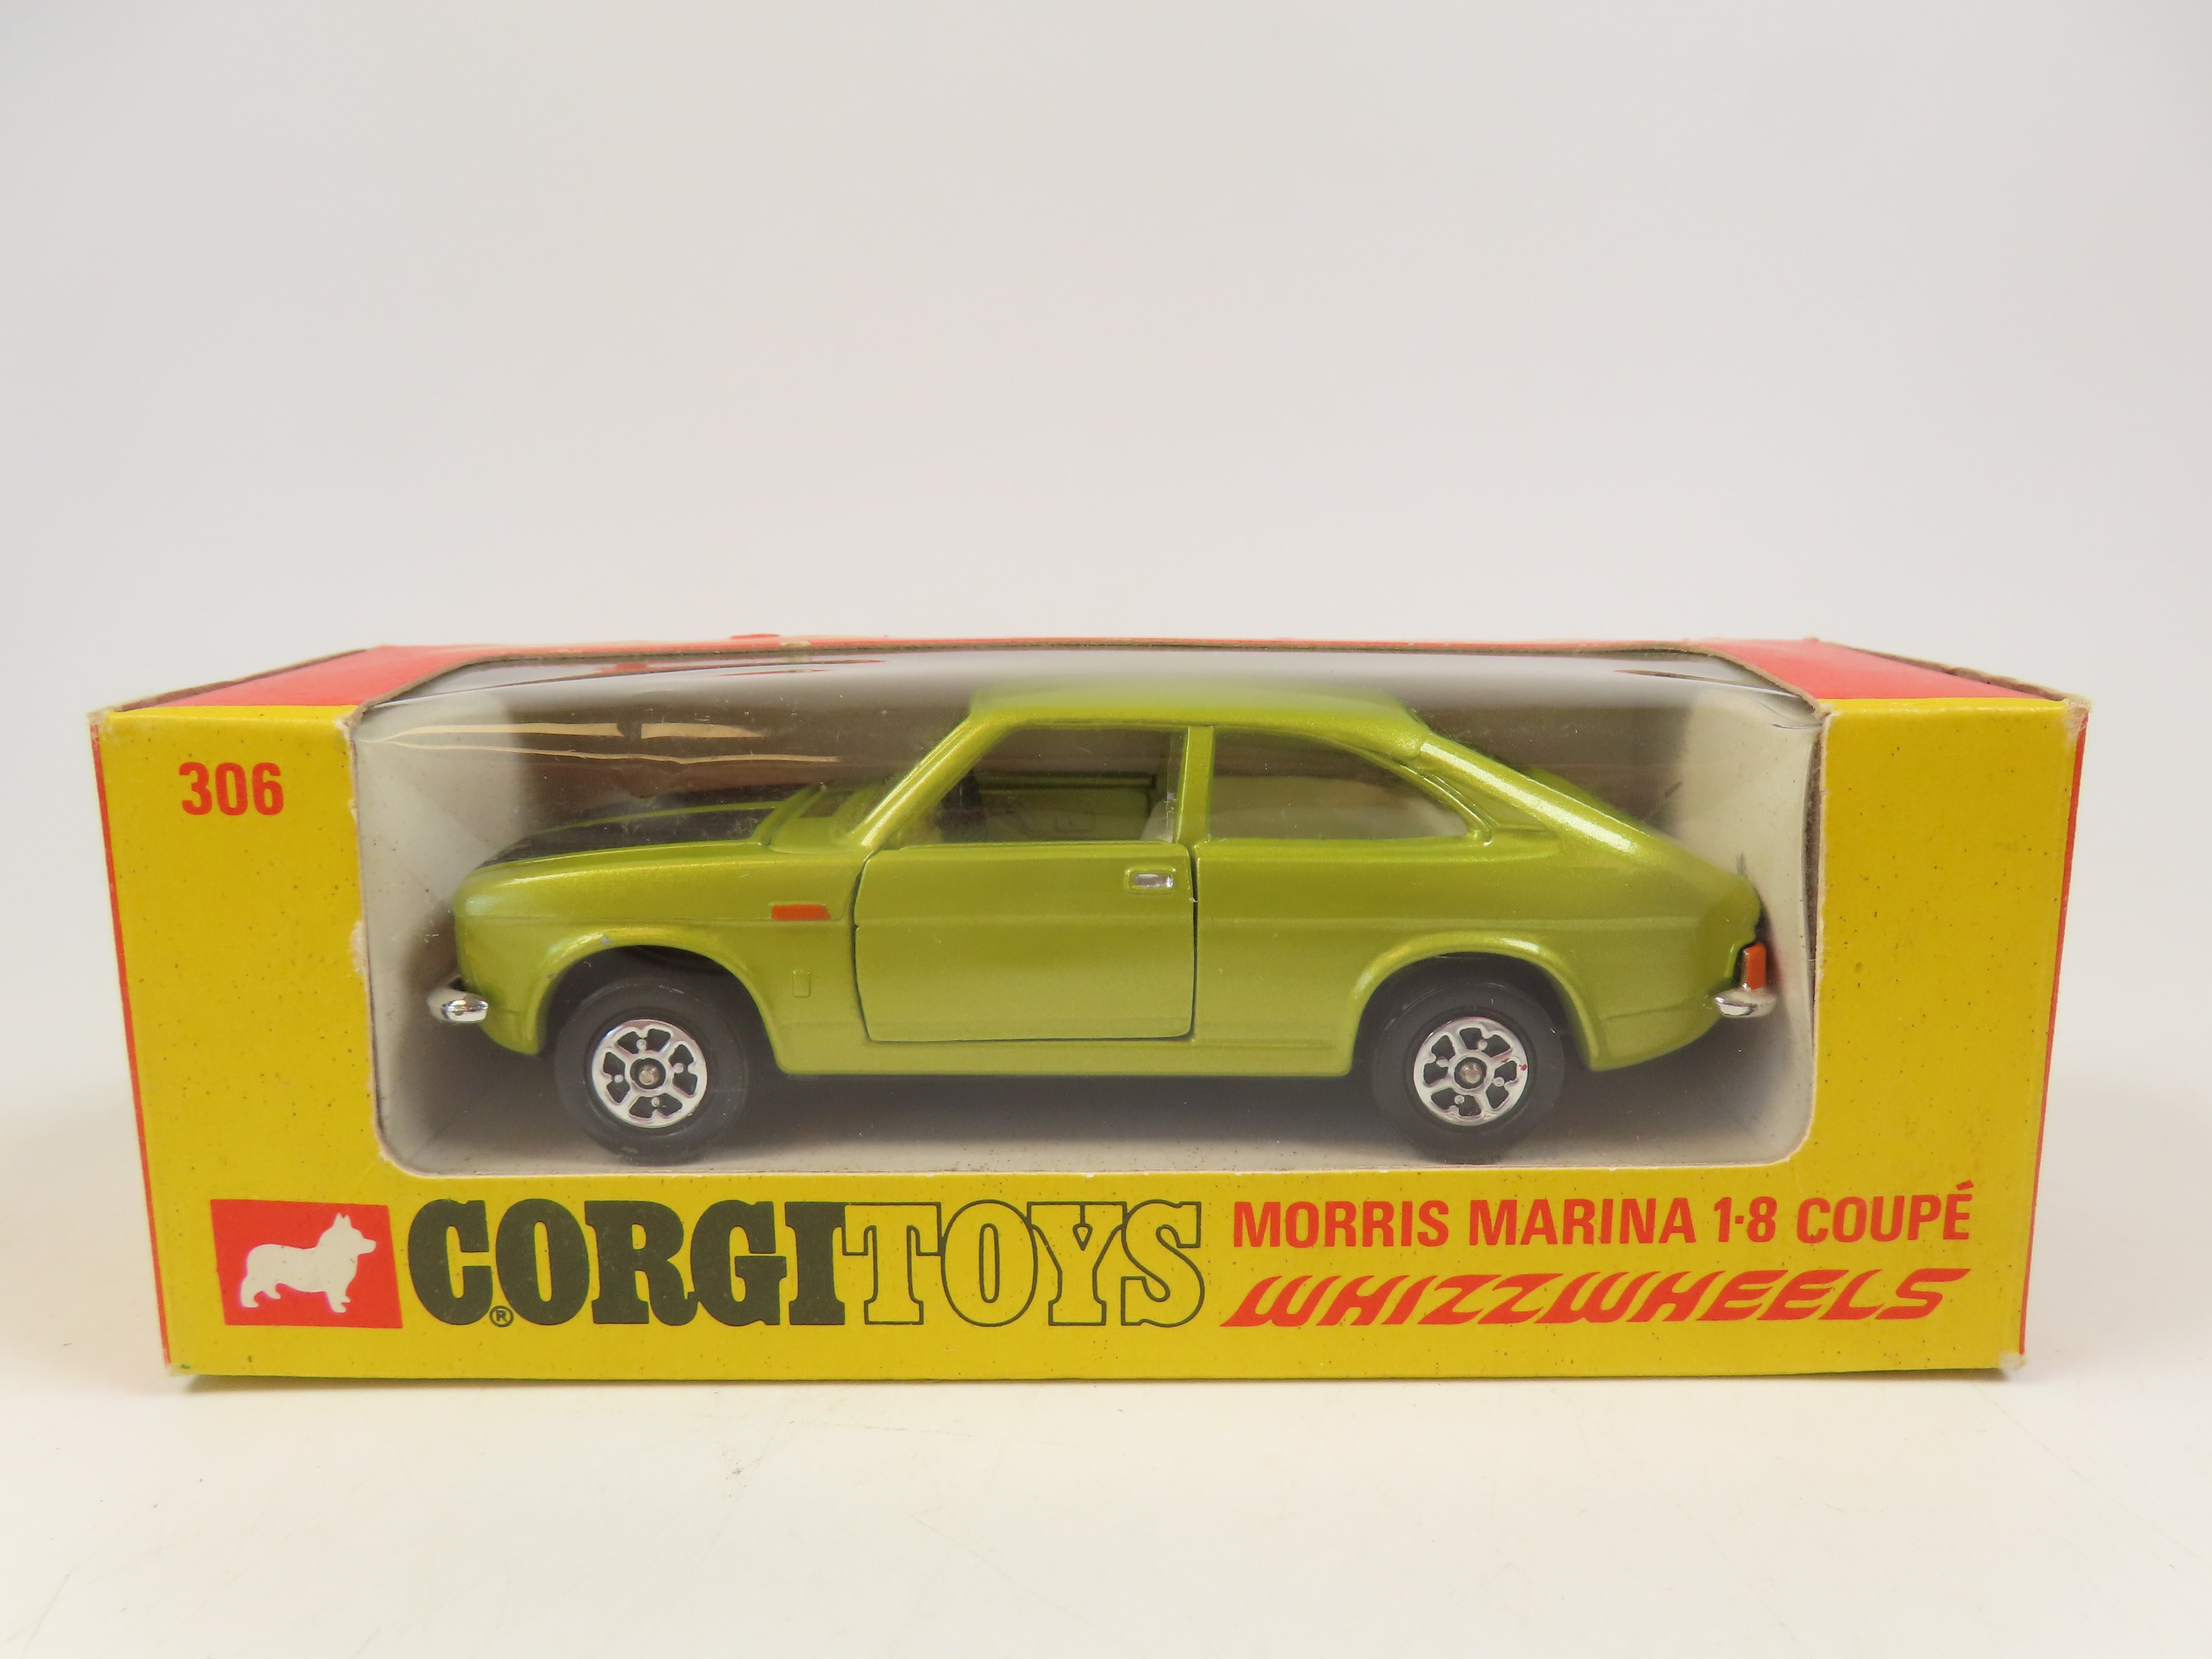 306
CORGITOYS
®
MORRIS MARINA 1·8 COUPÉ
WHIZZWHEELS